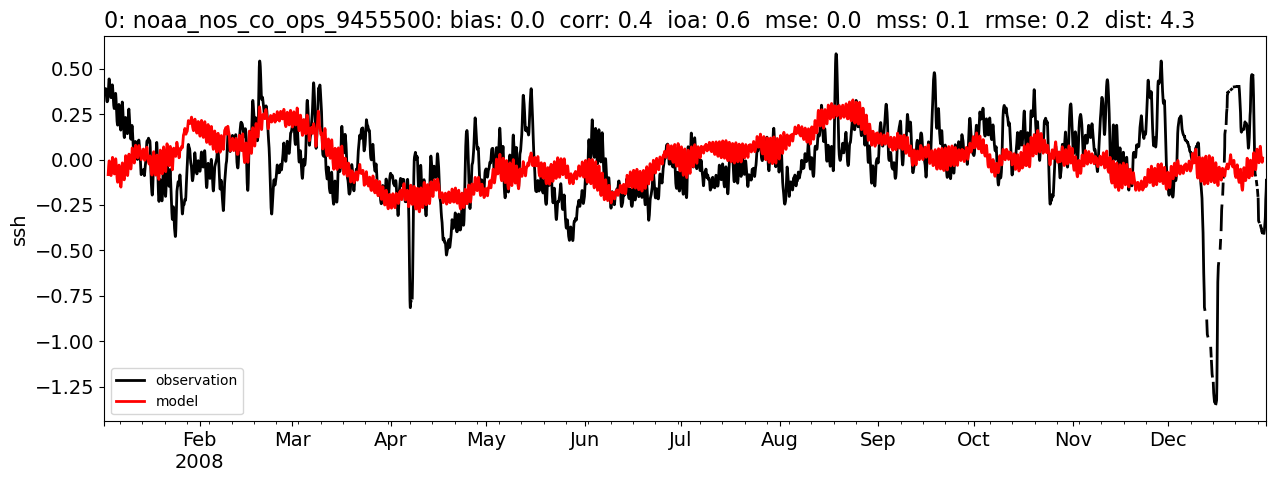 0: noaa_nos_co_ops_9455500: bias: 0.0  corr: 0.4  ioa: 0.6  mse: 0.0  mss: 0.1  rmse: 0.2  dist: 4.3
0.50
0.25
0.00
−0.25
−0.50
−0.75
−1.00
−1.25
ssh
observation
model
Feb Mar Apr May Jun Jul Aug Sep Oct Nov Dec
2008